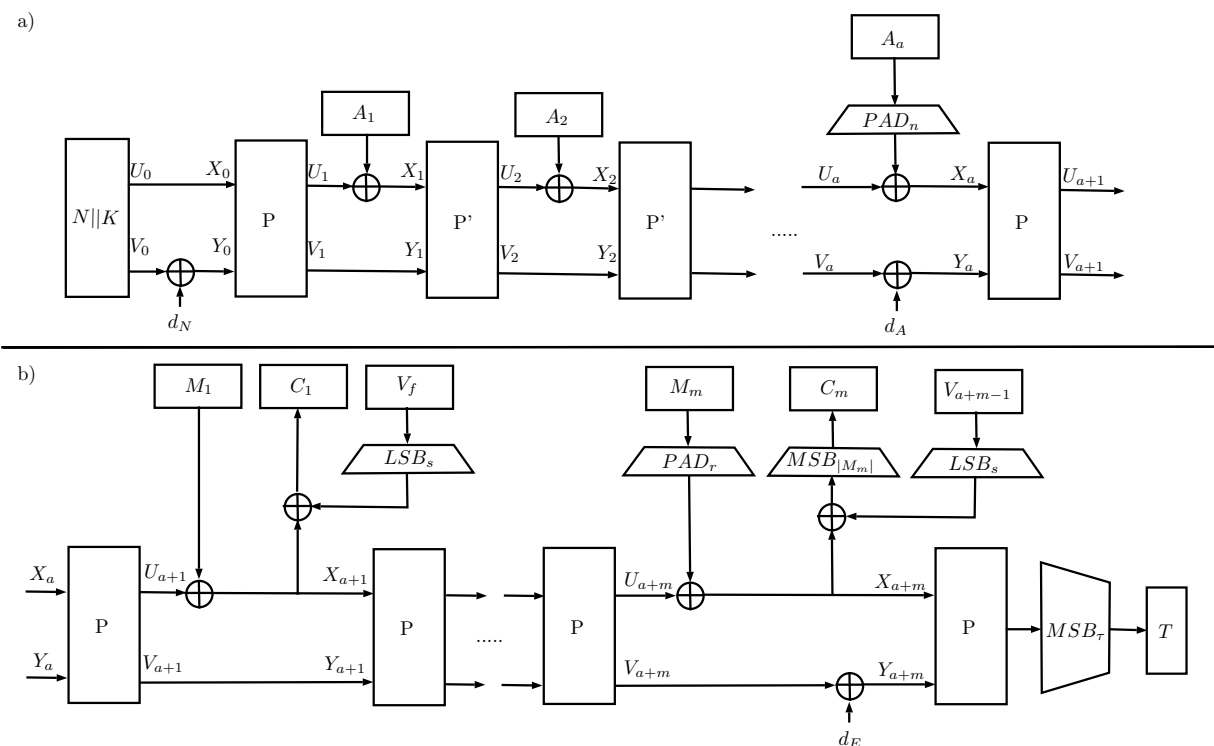 a)
A_a
A_1
A_2
PAD_n
U_0 X_0 U_1 X_1 U_2 X_2 U_a X_a U_{a+1}
N||K P P' P' ..... P
V_0 Y_0 V_1 Y_1 V_2 Y_2 V_a Y_a V_{a+1}
d_N d_A
b)
M_1 C_1 V_f M_m C_m V_{a+m-1}
LSB_s PAD_r MSB_{|M_m|} LSB_s
X_a U_{a+1} X_{a+1} U_{a+m} X_{a+m}
P P ..... P P MSB_τ T
Y_a V_{a+1} Y_{a+1} V_{a+m} Y_{a+m}
d_E